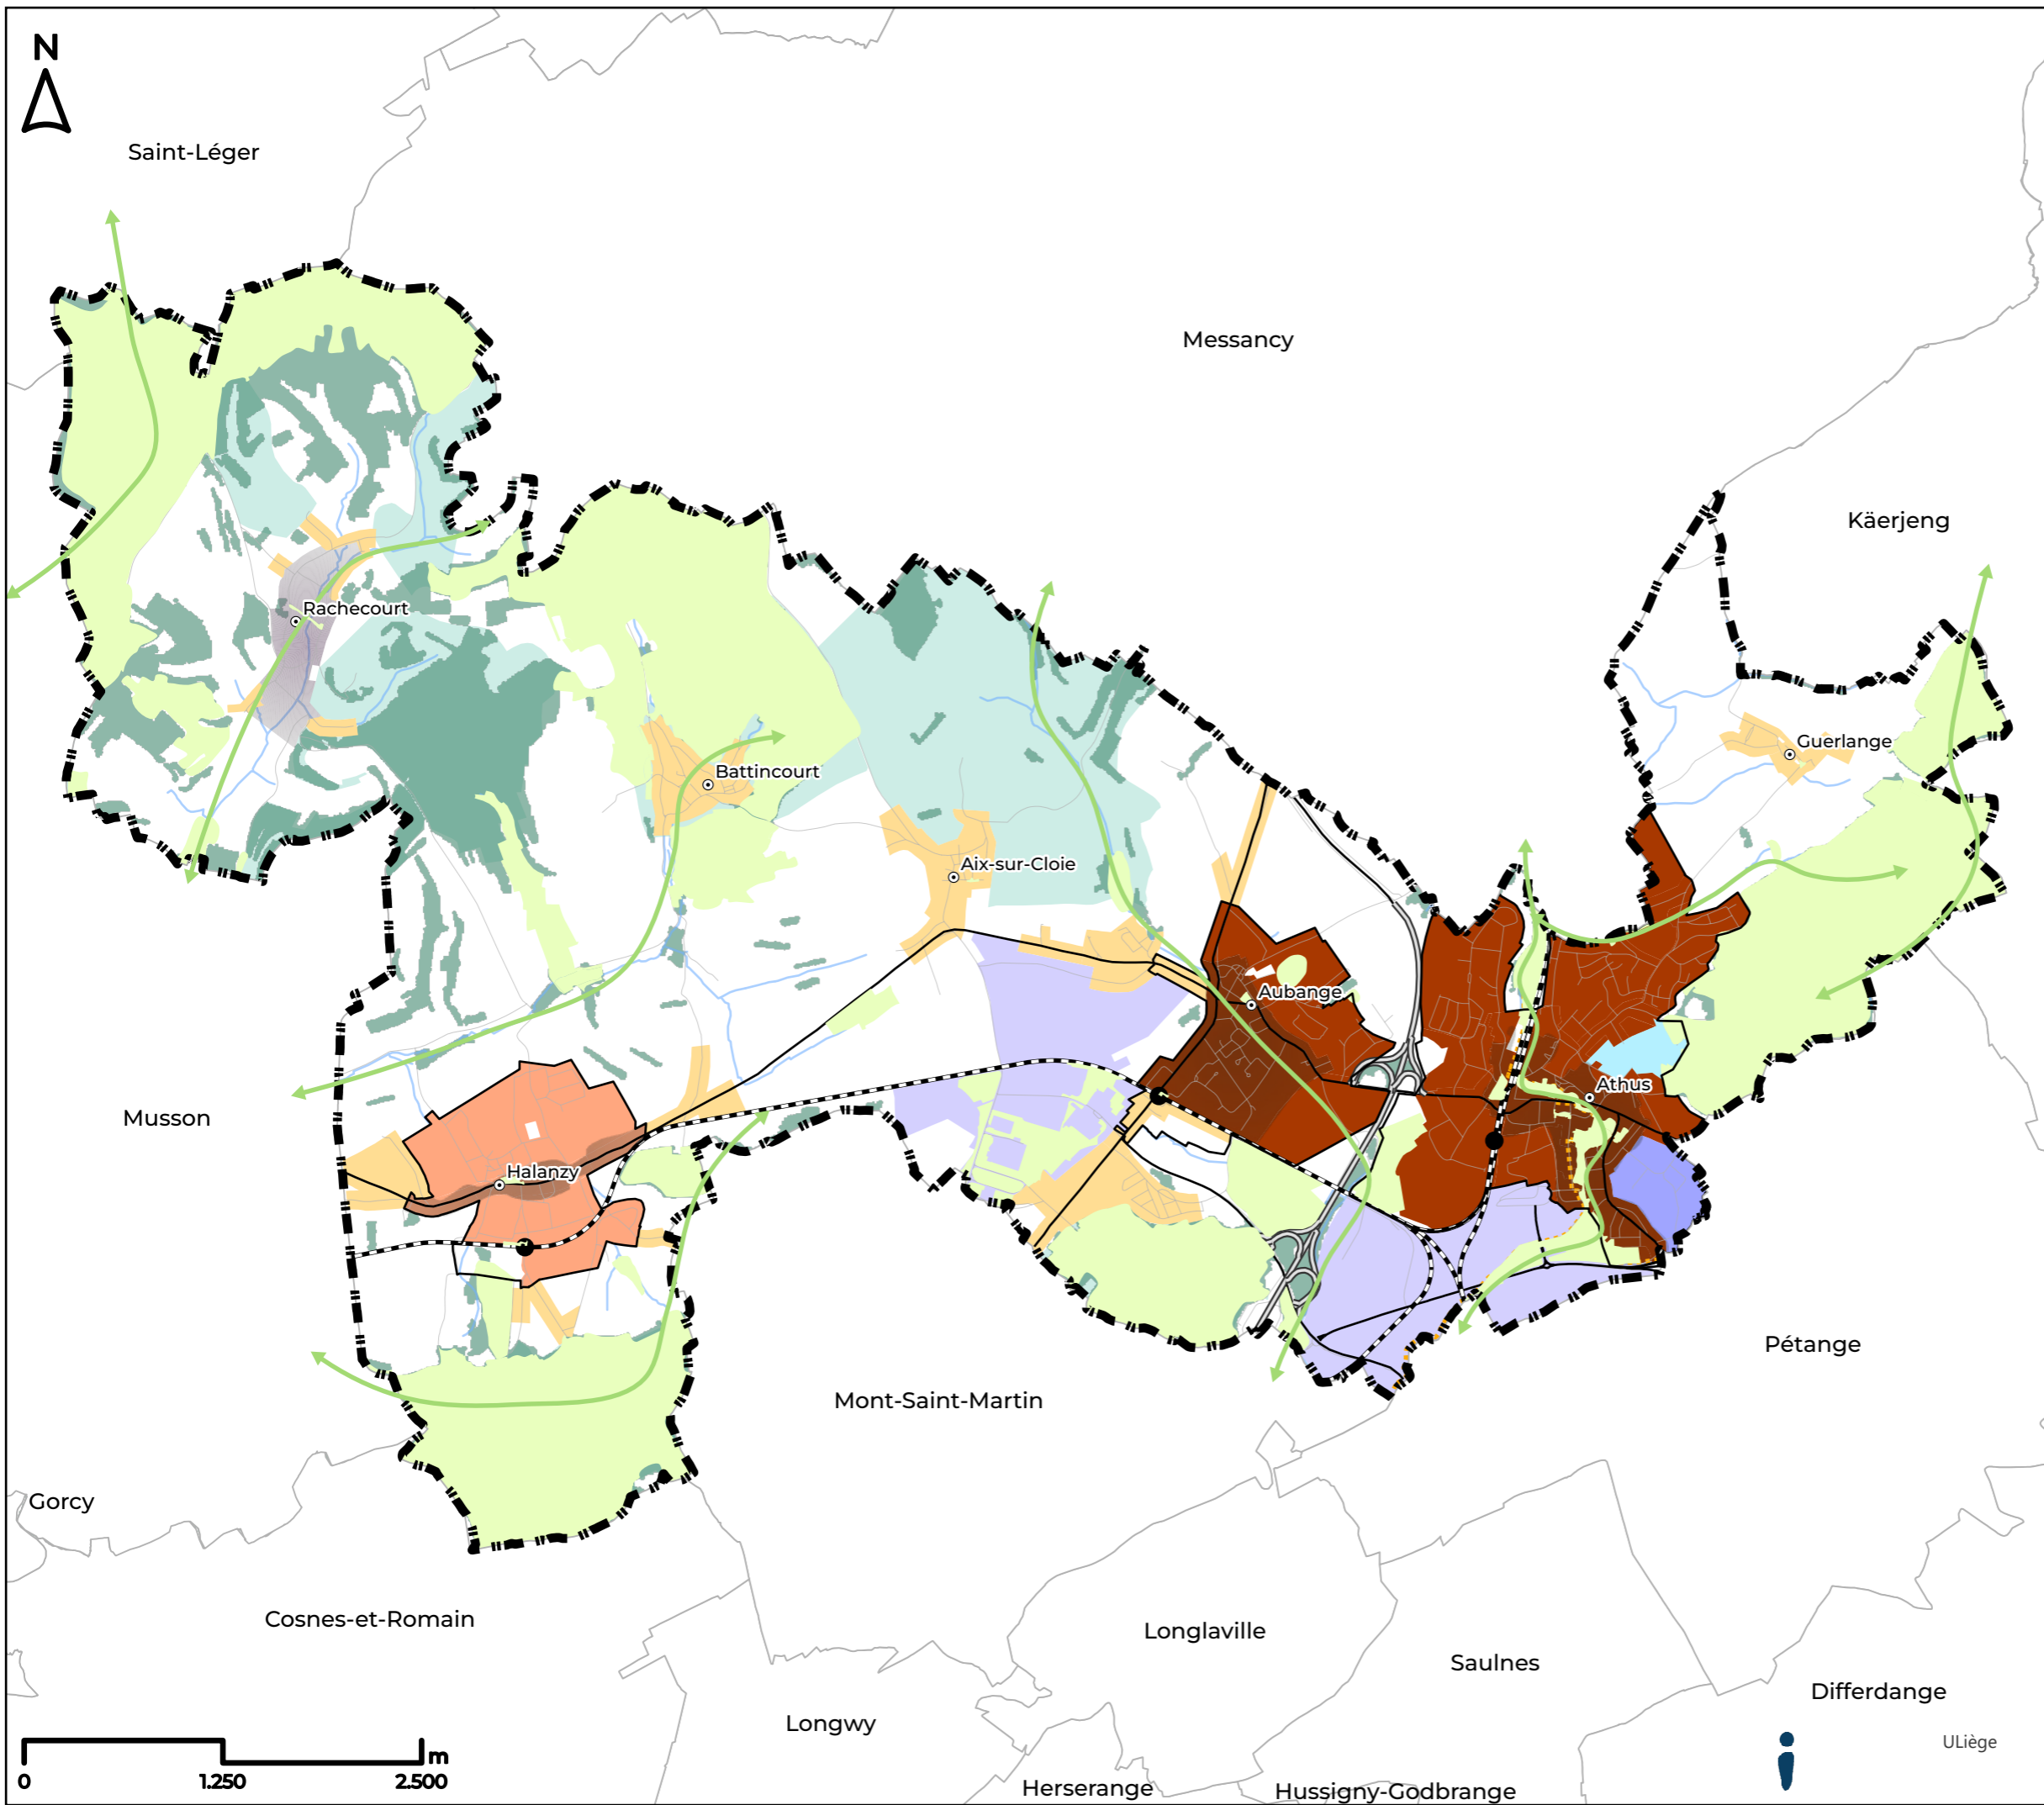 N
Saint-Léger
Messancy
Käerjeng
Rachecourt
Guerlange
Battincourt
Aix-sur-Cloie
Aubange
Athus
Musson
Halanzy
Pétange
Mont-Saint-Martin
Gorcy
Cosnes-et-Romain
Longlaville
Saulnes
Differdange
Longwy
ULiège
m
0 1.250 2.500
Herserange
Hussigny-Godbrange